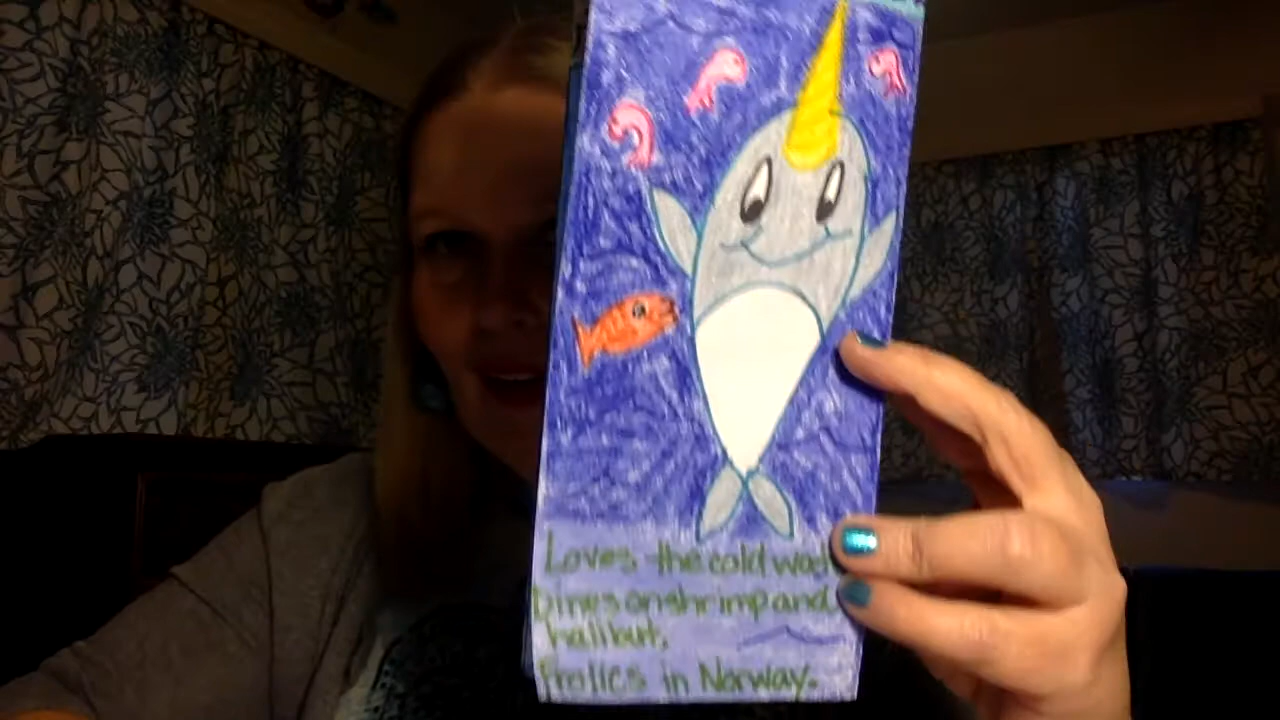 Loves the cold
Dines on shrimp and
halibut.
Frolics in Norway.